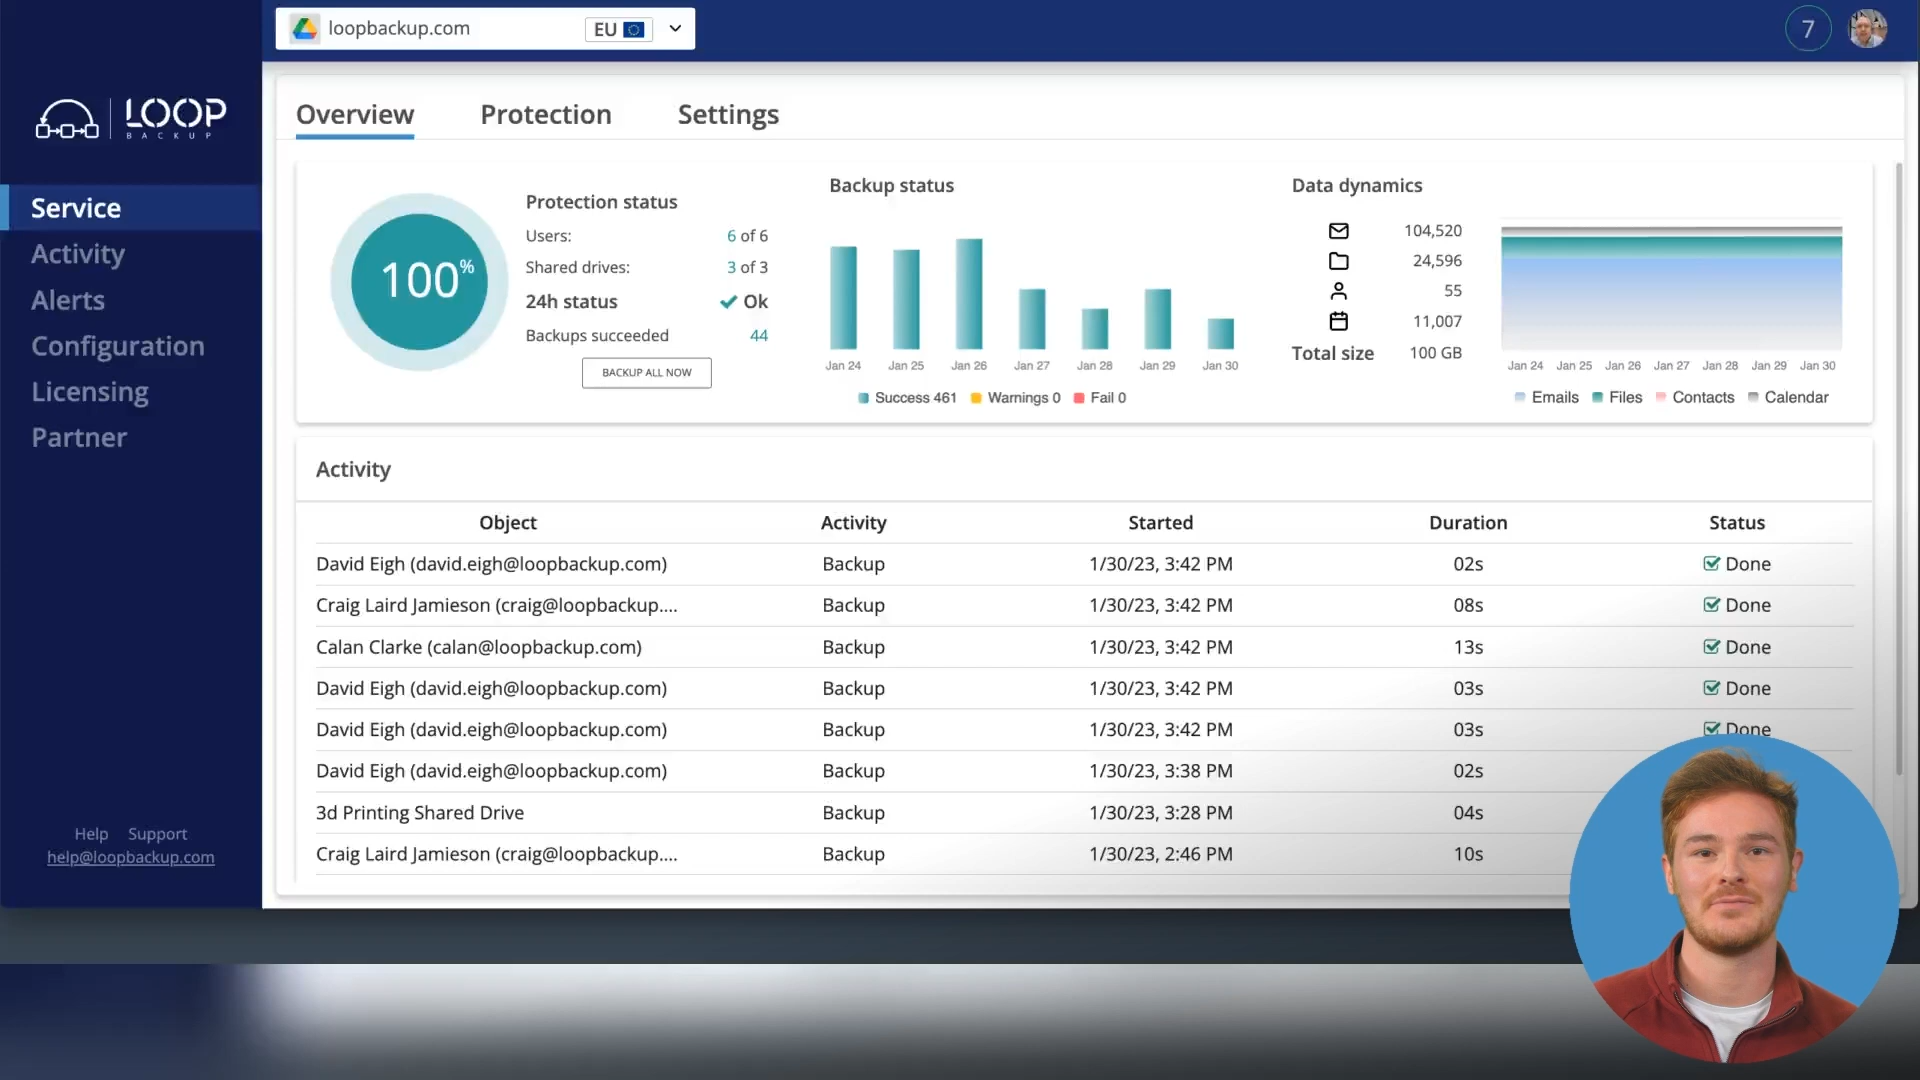 loopbackup.com EU
7
LOOP
BACKUP
Service
Activity
Alerts
Configuration
Licensing
Partner
Help Support
help@loopbackup.com
Overview Protection Settings
100%
Protection status
Users: 6 of 6
Shared drives: 3 of 3
24h status Ok
Backups succeeded 44
BACKUP ALL NOW
Backup status
Jan 24 Jan 25 Jan 26 Jan 27 Jan 28 Jan 29 Jan 30
Success 461 Warnings 0 Fail 0
Data dynamics
104,520
24,596
55
11,007
Total size 100 GB
Jan 24 Jan 25 Jan 26 Jan 27 Jan 28 Jan 29 Jan 30
Emails Files Contacts Calendar
Activity
Object Activity Started Duration Status
David Eigh (david.eigh@loopbackup.com) Backup 1/30/23, 3:42 PM 02s Done
Craig Laird Jamieson (craig@loopbackup.... Backup 1/30/23, 3:42 PM 08s Done
Calan Clarke (calan@loopbackup.com) Backup 1/30/23, 3:42 PM 13s Done
David Eigh (david.eigh@loopbackup.com) Backup 1/30/23, 3:42 PM 03s Done
David Eigh (david.eigh@loopbackup.com) Backup 1/30/23, 3:42 PM 03s Done
David Eigh (david.eigh@loopbackup.com) Backup 1/30/23, 3:38 PM 02s
3d Printing Shared Drive Backup 1/30/23, 3:28 PM 04s
Craig Laird Jamieson (craig@loopbackup.... Backup 1/30/23, 2:46 PM 10s